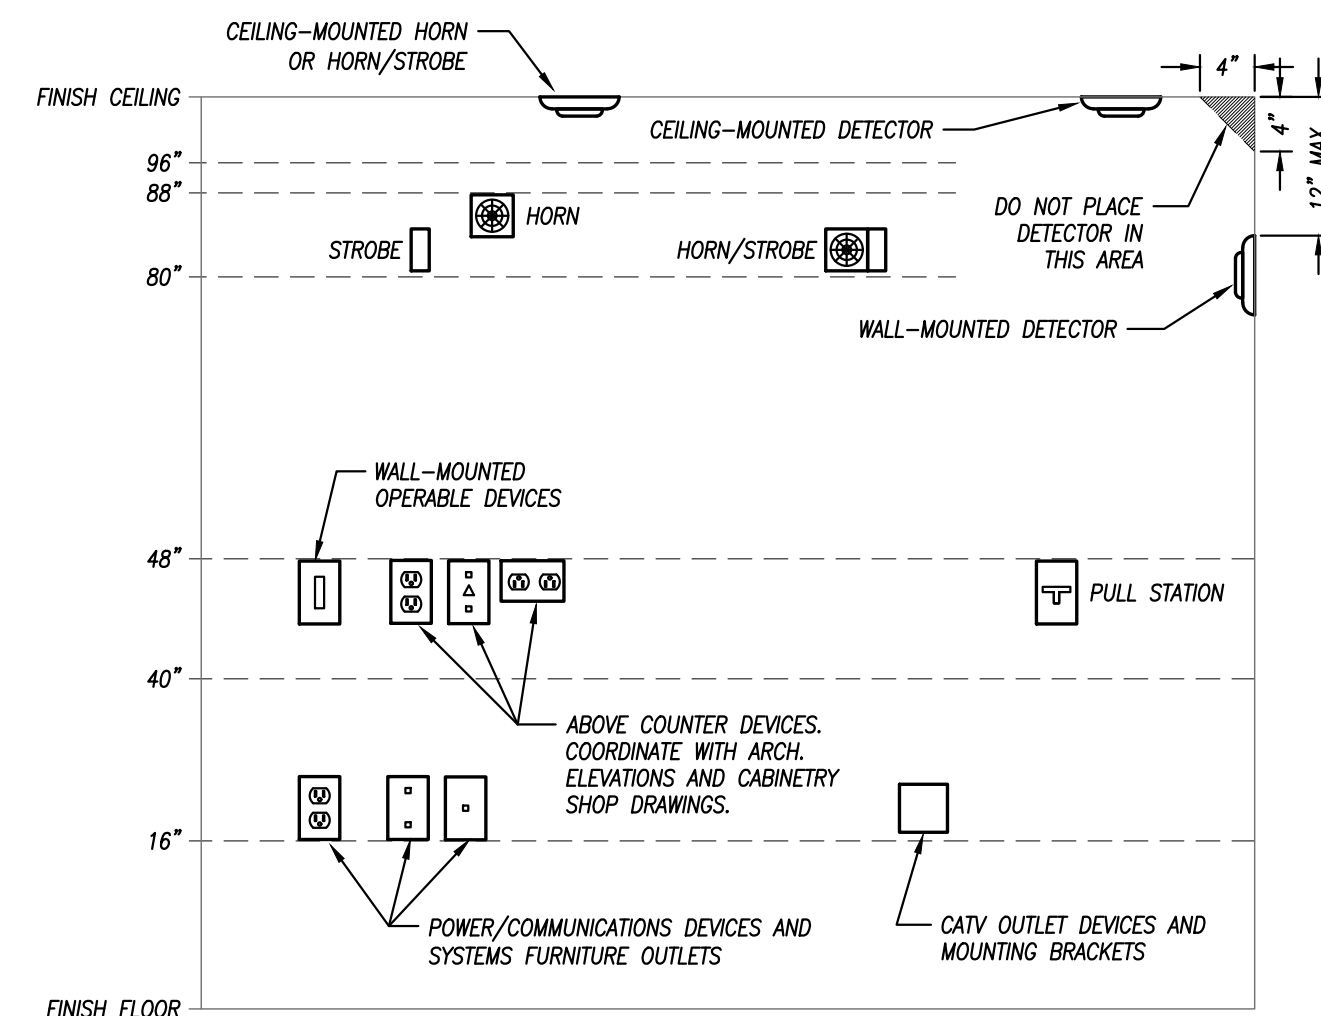 CEILING-MOUNTED HORN
OR HORN/STROBE
4"
FINISH CEILING
CEILING-MOUNTED DETECTOR
4"
12" MAX
96"
88"
DO NOT PLACE
DETECTOR IN
THIS AREA
HORN
STROBE
HORN/STROBE
80"
WALL-MOUNTED DETECTOR
WALL-MOUNTED
OPERABLE DEVICES
48"
PULL STATION
40"
ABOVE COUNTER DEVICES.
COORDINATE WITH ARCH.
ELEVATIONS AND CABINETRY
SHOP DRAWINGS.
16"
POWER/COMMUNICATIONS DEVICES AND
SYSTEMS FURNITURE OUTLETS
CATV OUTLET DEVICES AND
MOUNTING BRACKETS
FINISH FLOOR